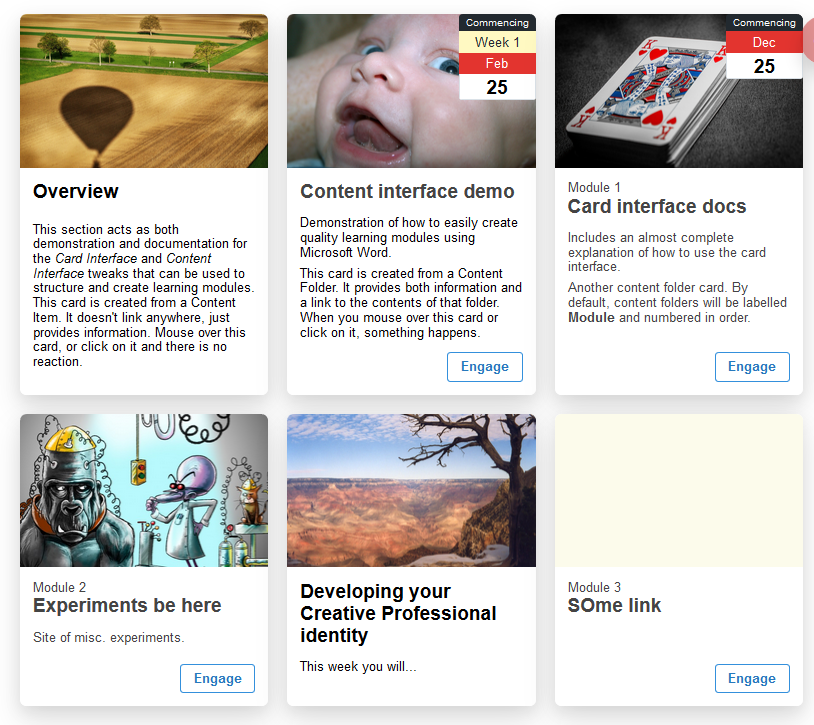 Overview
This section acts as both
demonstration and documentation for
the Card Interface and Content
Interface tweaks that can be used to
structure and create learning modules.
This card is created from a Content
Item. It doesn't link anywhere, just
provides information. Mouse over this
card, or click on it and there is no
reaction.
Commencing
Week 1
Feb
25
Content interface demo
Demonstration of how to easily create
quality learning modules using
Microsoft Word.
This card is created from a Content
Folder. It provides both information and
a link to the contents of that folder.
When you mouse over this card or
click on it, something happens.
Engage
Commencing
Dec
25
K
K
K
Module 1
Card interface docs
Includes an almost complete
explanation of how to use the card
interface.
Another content folder card. By
default, content folders will be labelled
Module and numbered in order.
Engage
Module 2
Experiments be here
Site of misc. experiments.
Engage
Developing your
Creative Professional
identity
This week you will...
Module 3
SOme link
Engage